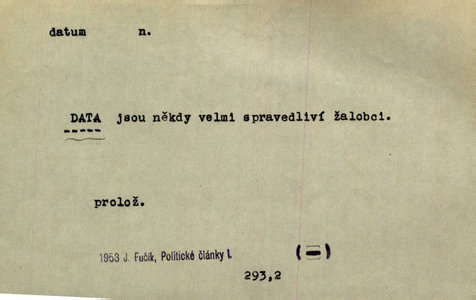 datum n.
DATA jsou někdy velmi spravedliví žalobci.
prolož.
1953 J. Fučík, Politické články I.
(=)
293,2